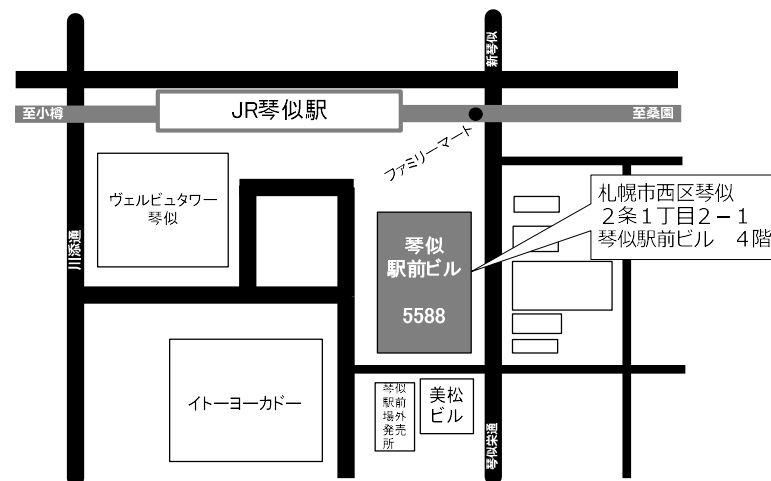 新琴似
至小樽
JR琴似駅
至桑園
ファミリーマート
ヴェルビュタワー
琴似
川添通
琴似
駅前ビル
5588
札幌市西区琴似
２条１丁目２－１
琴似駅前ビル　４階
イトーヨーカドー
琴似
駅前
場外
発売
所
美松
ビル
琴似栄通